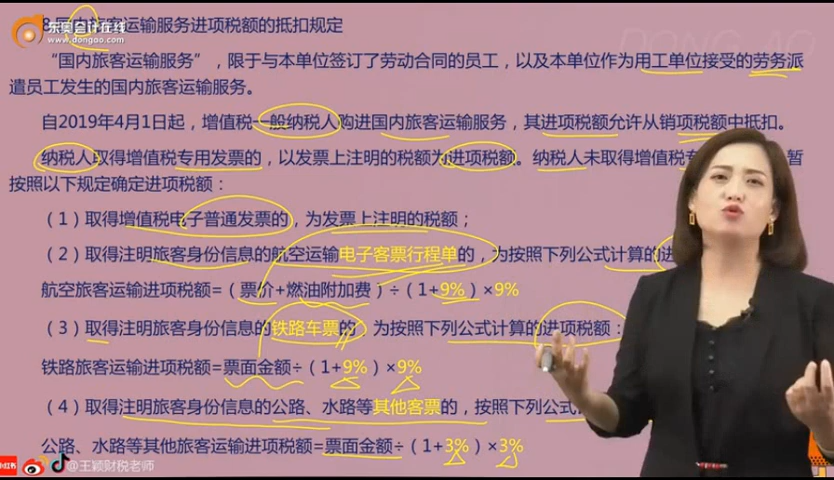 8.国内旅客运输服务进项税额的抵扣规定
东奥会计在线
www.dongao.com
DONG AO
“国内旅客运输服务”，限于与本单位签订了劳动合同的员工，以及本单位作为用工单位接受的劳务派
遣员工发生的国内旅客运输服务。
自2019年4月1日起，增值税一般纳税人购进国内旅客运输服务，其进项税额允许从销项税额中抵扣。
纳税人取得增值税专用发票的，以发票上注明的税额为进项税额。纳税人未取得增值税专 暂
按照以下规定确定进项税额：
（1）取得增值税电子普通发票的，为发票上注明的税额；
（2）取得注明旅客身份信息的航空运输电子客票行程单的，为按照下列公式计算的进
航空旅客运输进项税额=（票价+燃油附加费）÷（1+9%）×9%
（3）取得注明旅客身份信息的铁路车票的 为按照下列公式计算的进项税额：
铁路旅客运输进项税额=票面金额÷（1+9%）×9%
（4）取得注明旅客身份信息的公路、水路等其他客票的，按照下列公式
公路、水路等其他旅客运输进项税额=票面金额÷（1+3%）×3%
小红书
@王颖财税老师